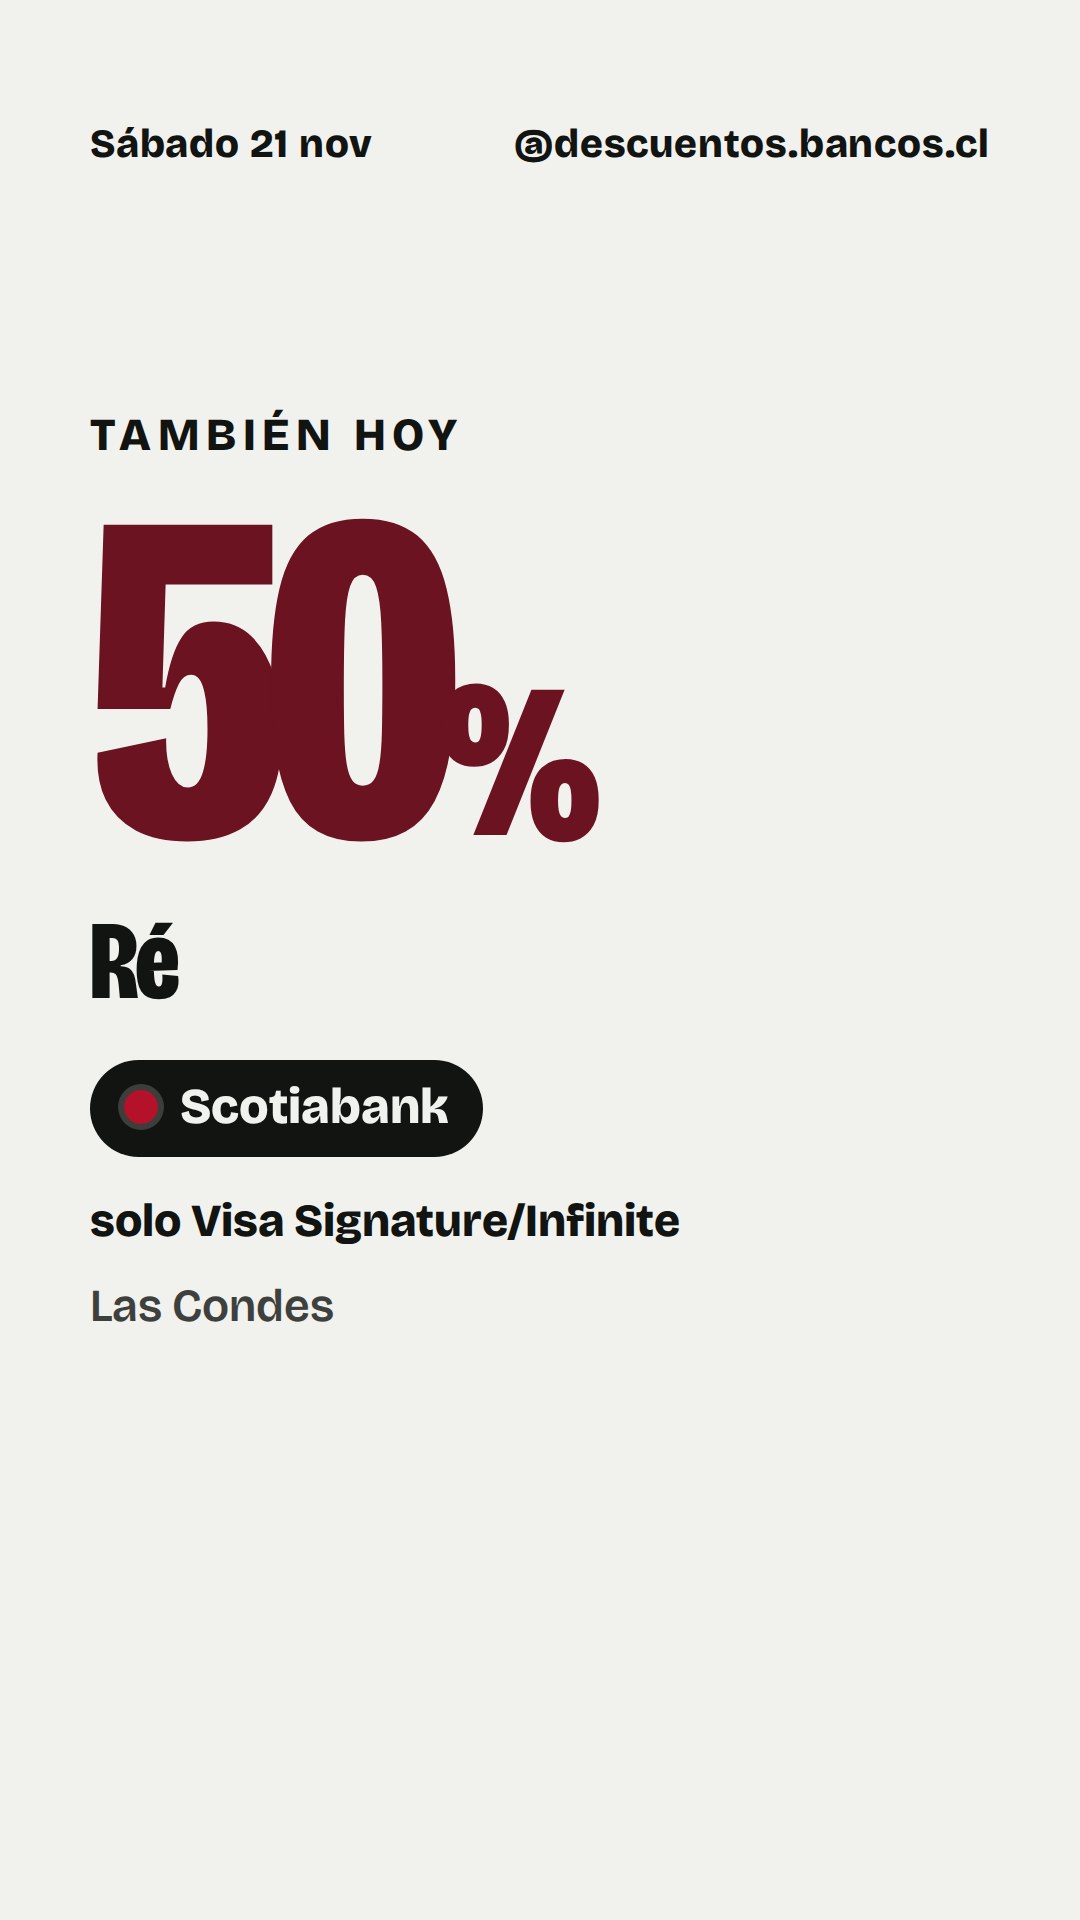 Sábado 21 nov @descuentos.bancos.cl
TAMBIÉN HOY
50%
Ré
Scotiabank
solo Visa Signature/Infinite
Las Condes